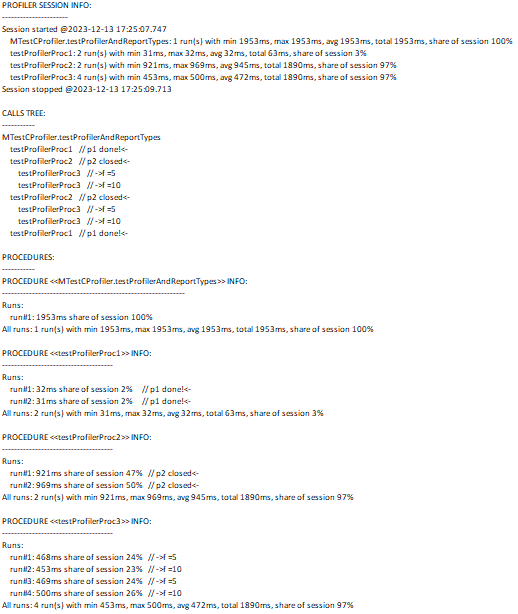 PROFILER SESSION INFO:
----------------------
Session started @2023-12-13 17:25:07.747
MTestCProfiler.testProfilerAndReportTypes: 1 run(s) with min 1953ms, max 1953ms, avg 1953ms, total 1953ms, share of session 100%
testProfilerProc1: 2 run(s) with min 31ms, max 32ms, avg 32ms, total 63ms, share of session 3%
testProfilerProc2: 2 run(s) with min 921ms, max 969ms, avg 945ms, total 1890ms, share of session 97%
testProfilerProc3: 4 run(s) with min 453ms, max 500ms, avg 472ms, total 1890ms, share of session 97%
Session stopped @2023-12-13 17:25:09.713
CALLS TREE:
-----------
MTestCProfiler.testProfilerAndReportTypes
testProfilerProc1 // p1 done!<-
testProfilerProc2 // p2 closed<-
testProfilerProc3 // ->f =5
testProfilerProc3 // ->f =10
testProfilerProc2 // p2 closed<-
testProfilerProc3 // ->f =5
testProfilerProc3 // ->f =10
testProfilerProc1 // p1 done!<-
PROCEDURES:
-----------
PROCEDURE <<MTestCProfiler.testProfilerAndReportTypes>> INFO:
-------------------------------------------------------------
Runs:
run#1: 1953ms share of session 100%
All runs: 1 run(s) with min 1953ms, max 1953ms, avg 1953ms, total 1953ms, share of session 100%
PROCEDURE <<testProfilerProc1>> INFO:
-------------------------------------
Runs:
run#1: 32ms share of session 2% // p1 done!<-
run#2: 31ms share of session 2% // p1 done!<-
All runs: 2 run(s) with min 31ms, max 32ms, avg 32ms, total 63ms, share of session 3%
PROCEDURE <<testProfilerProc2>> INFO:
-------------------------------------
Runs:
run#1: 921ms share of session 47% // p2 closed<-
run#2: 969ms share of session 50% // p2 closed<-
All runs: 2 run(s) with min 921ms, max 969ms, avg 945ms, total 1890ms, share of session 97%
PROCEDURE <<testProfilerProc3>> INFO:
-------------------------------------
Runs:
run#1: 468ms share of session 24% // ->f =5
run#2: 453ms share of session 23% // ->f =10
run#3: 469ms share of session 24% // ->f =5
run#4: 500ms share of session 26% // ->f =10
All runs: 4 run(s) with min 453ms, max 500ms, avg 472ms, total 1890ms, share of session 97%